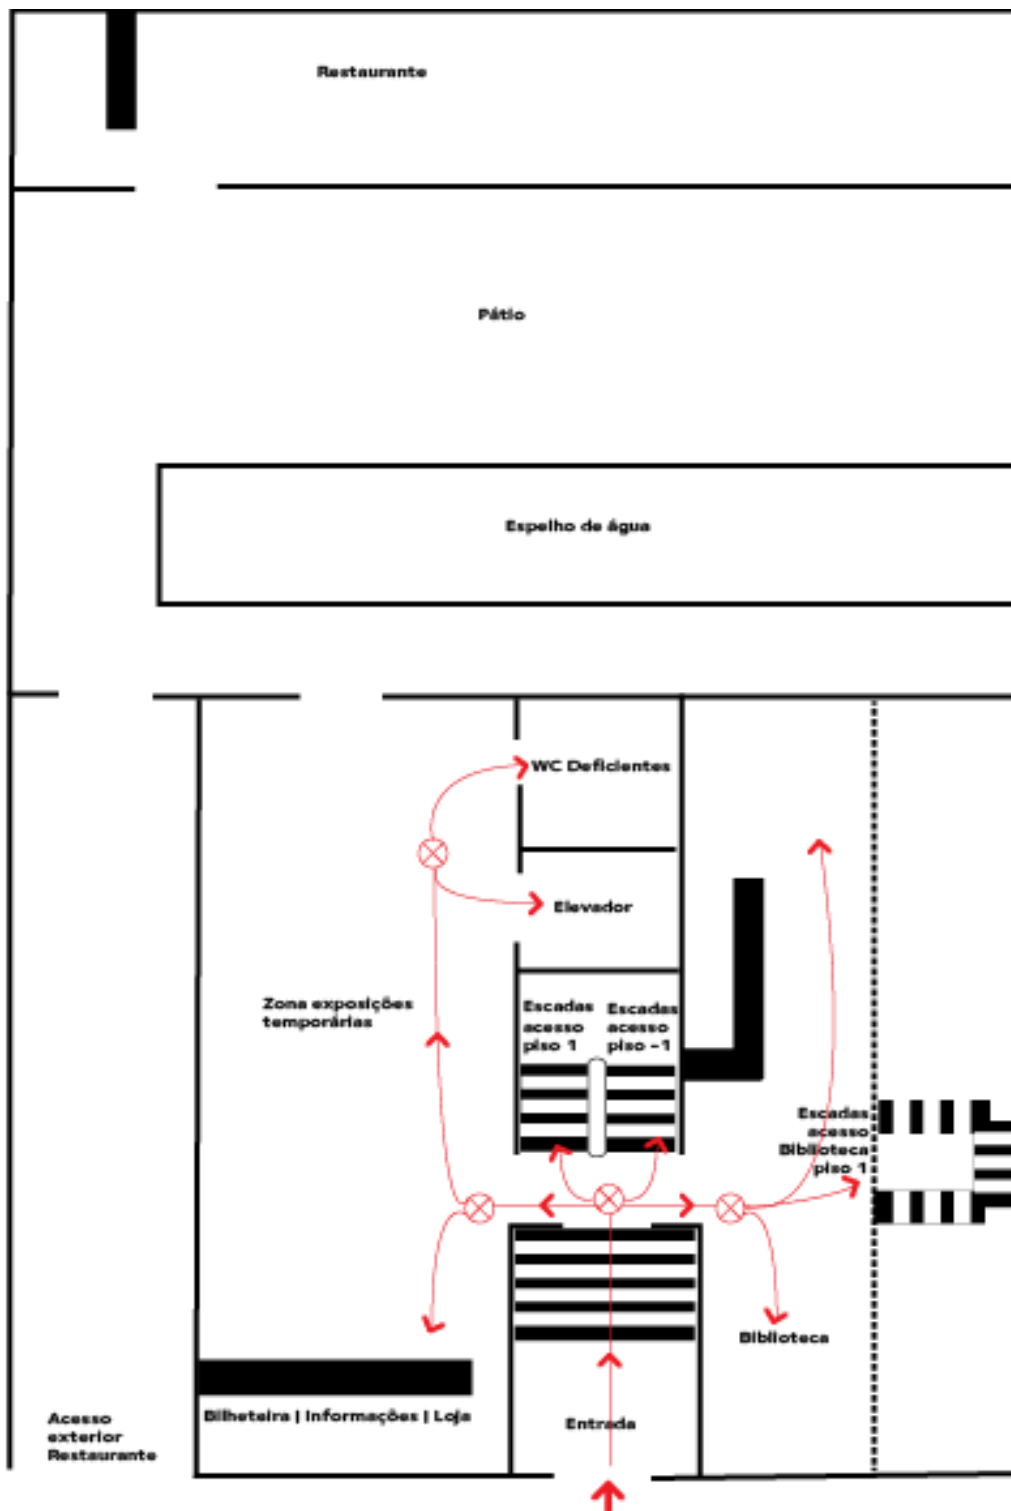 Restaurante
Pátio
Espelho de água
WC Deficientes
Elevador
Zona exposições
temporárias
Escadas
acesso
piso 1
Escadas
acesso
piso -1
Escadas
acesso
Biblioteca
piso 1
Biblioteca
Bilheteira | Informações | Loja
Entrada
Acesso
exterior
Restaurante